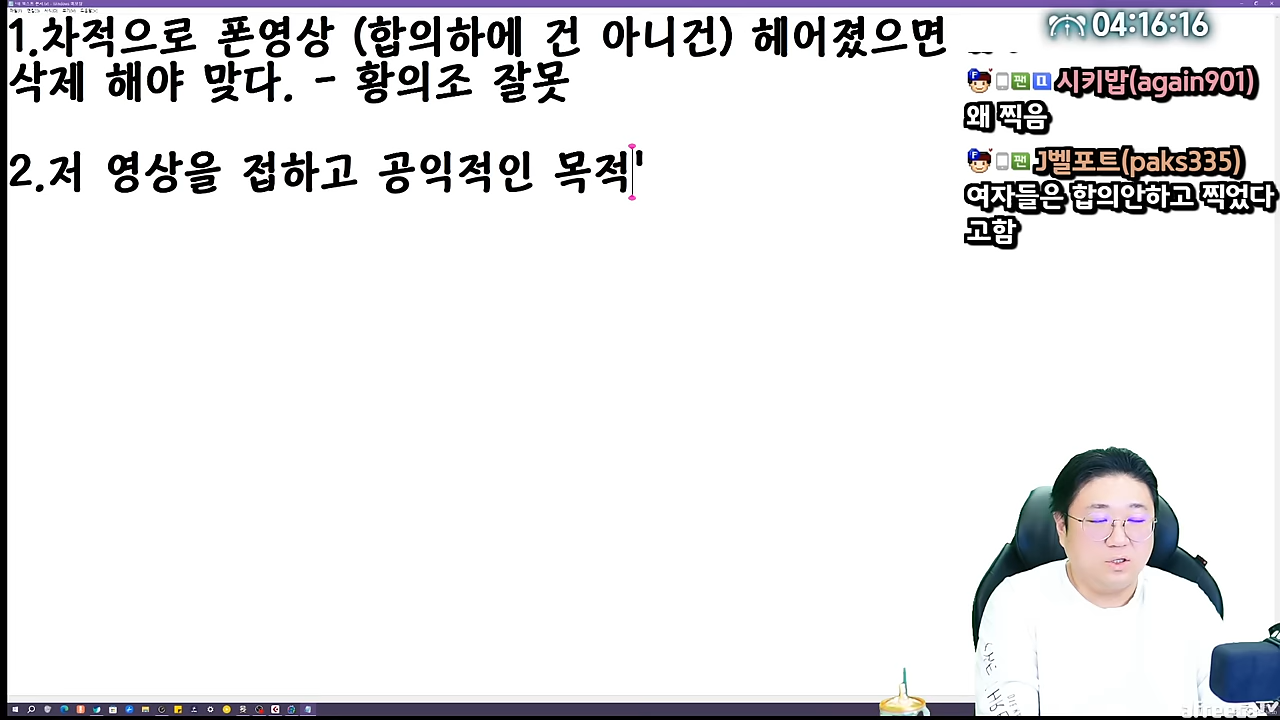 1.차적으로 폰영상 (합의하에 건 아니건) 헤어졌으면
삭제 해야 맞다. - 황의조 잘못
2.저 영상을 접하고 공익적인 목적'
04:16:16
팬 시키밥(again901)
왜 찍음
팬 J벨포트(paks335)
여자들은 합의안하고 찍었다
고함
afreecaTV